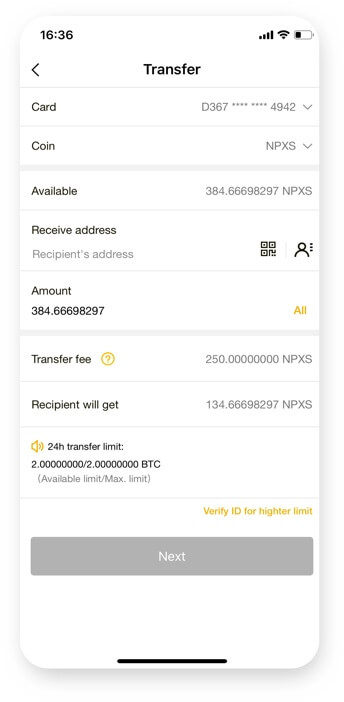 16:36
Transfer
Card D367 **** **** 4942
Coin NPXS
Available 384.66698297 NPXS
Receive address
Recipient's address
Amount
384.66698297 All
Transfer fee ? 250.00000000 NPXS
Recipient will get 134.66698297 NPXS
24h transfer limit:
2.00000000/2.00000000 BTC
(Available limit/Max. limit)
Verify ID for highter limit
Next